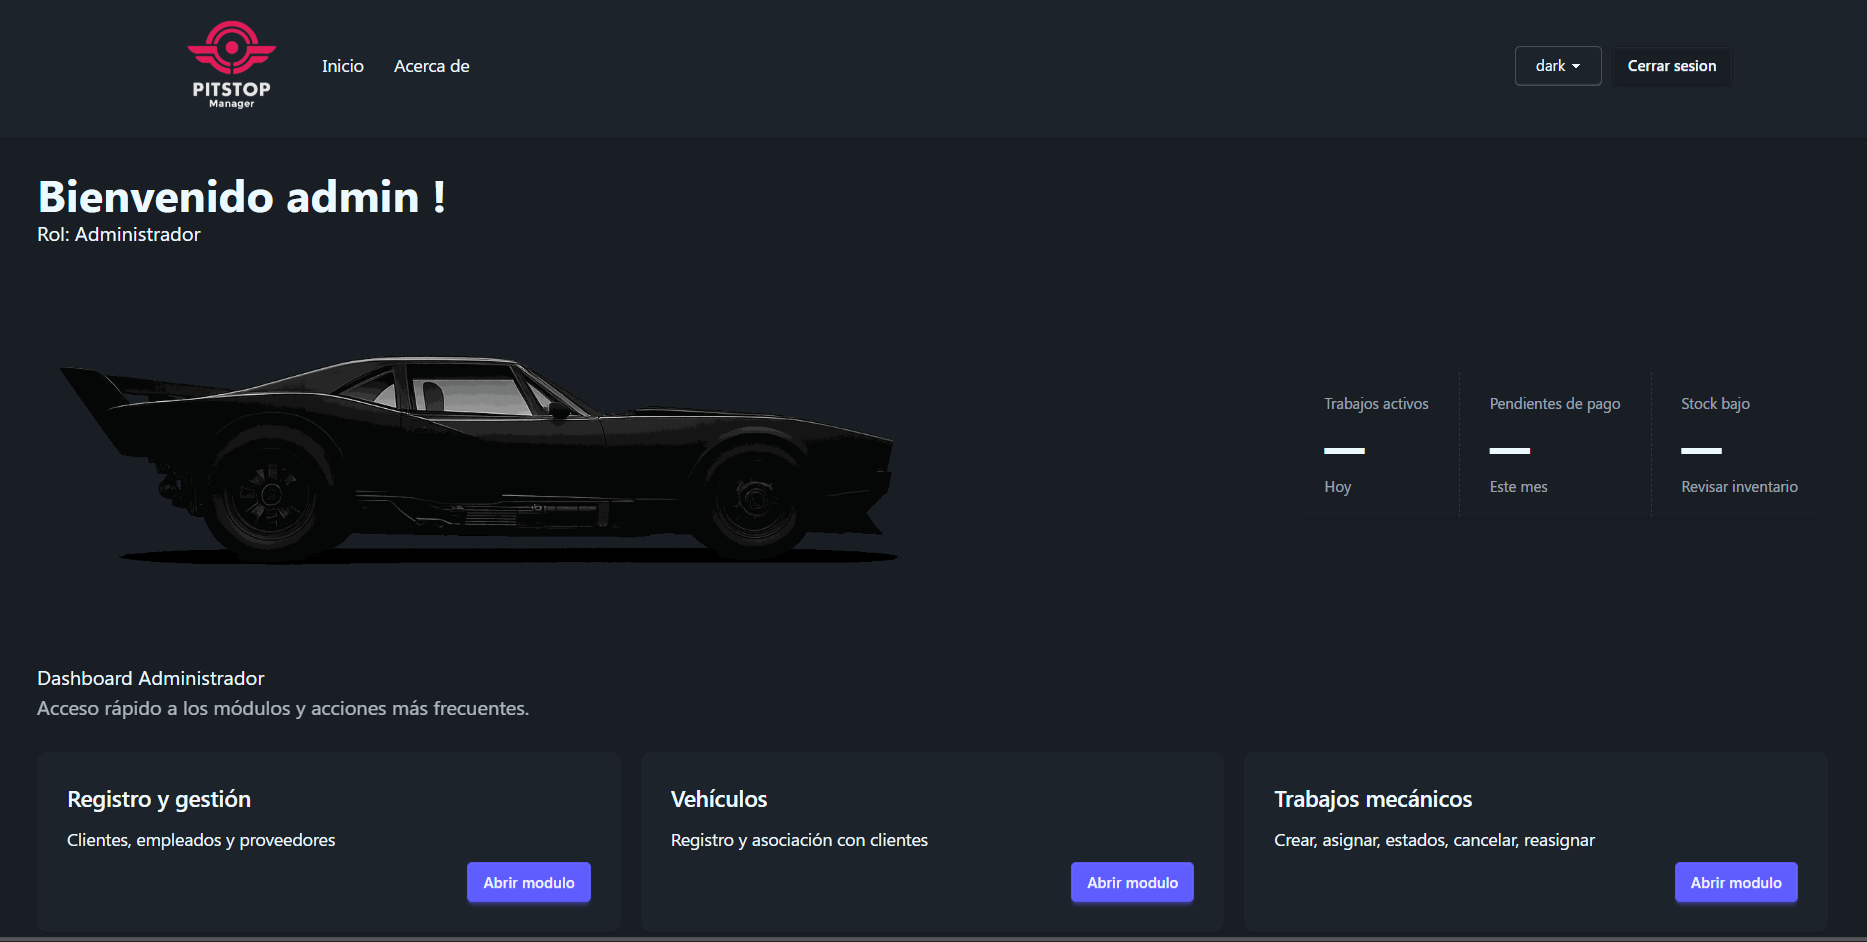 PITSTOP
Manager
Inicio
Acerca de
dark
Cerrar sesion
Bienvenido admin !
Rol: Administrador
Trabajos activos
Hoy
Pendientes de pago
Este mes
Stock bajo
Revisar inventario
Dashboard Administrador
Acceso rápido a los módulos y acciones más frecuentes.
Registro y gestión
Clientes, empleados y proveedores
Abrir modulo
Vehículos
Registro y asociación con clientes
Abrir modulo
Trabajos mecánicos
Crear, asignar, estados, cancelar, reasignar
Abrir modulo